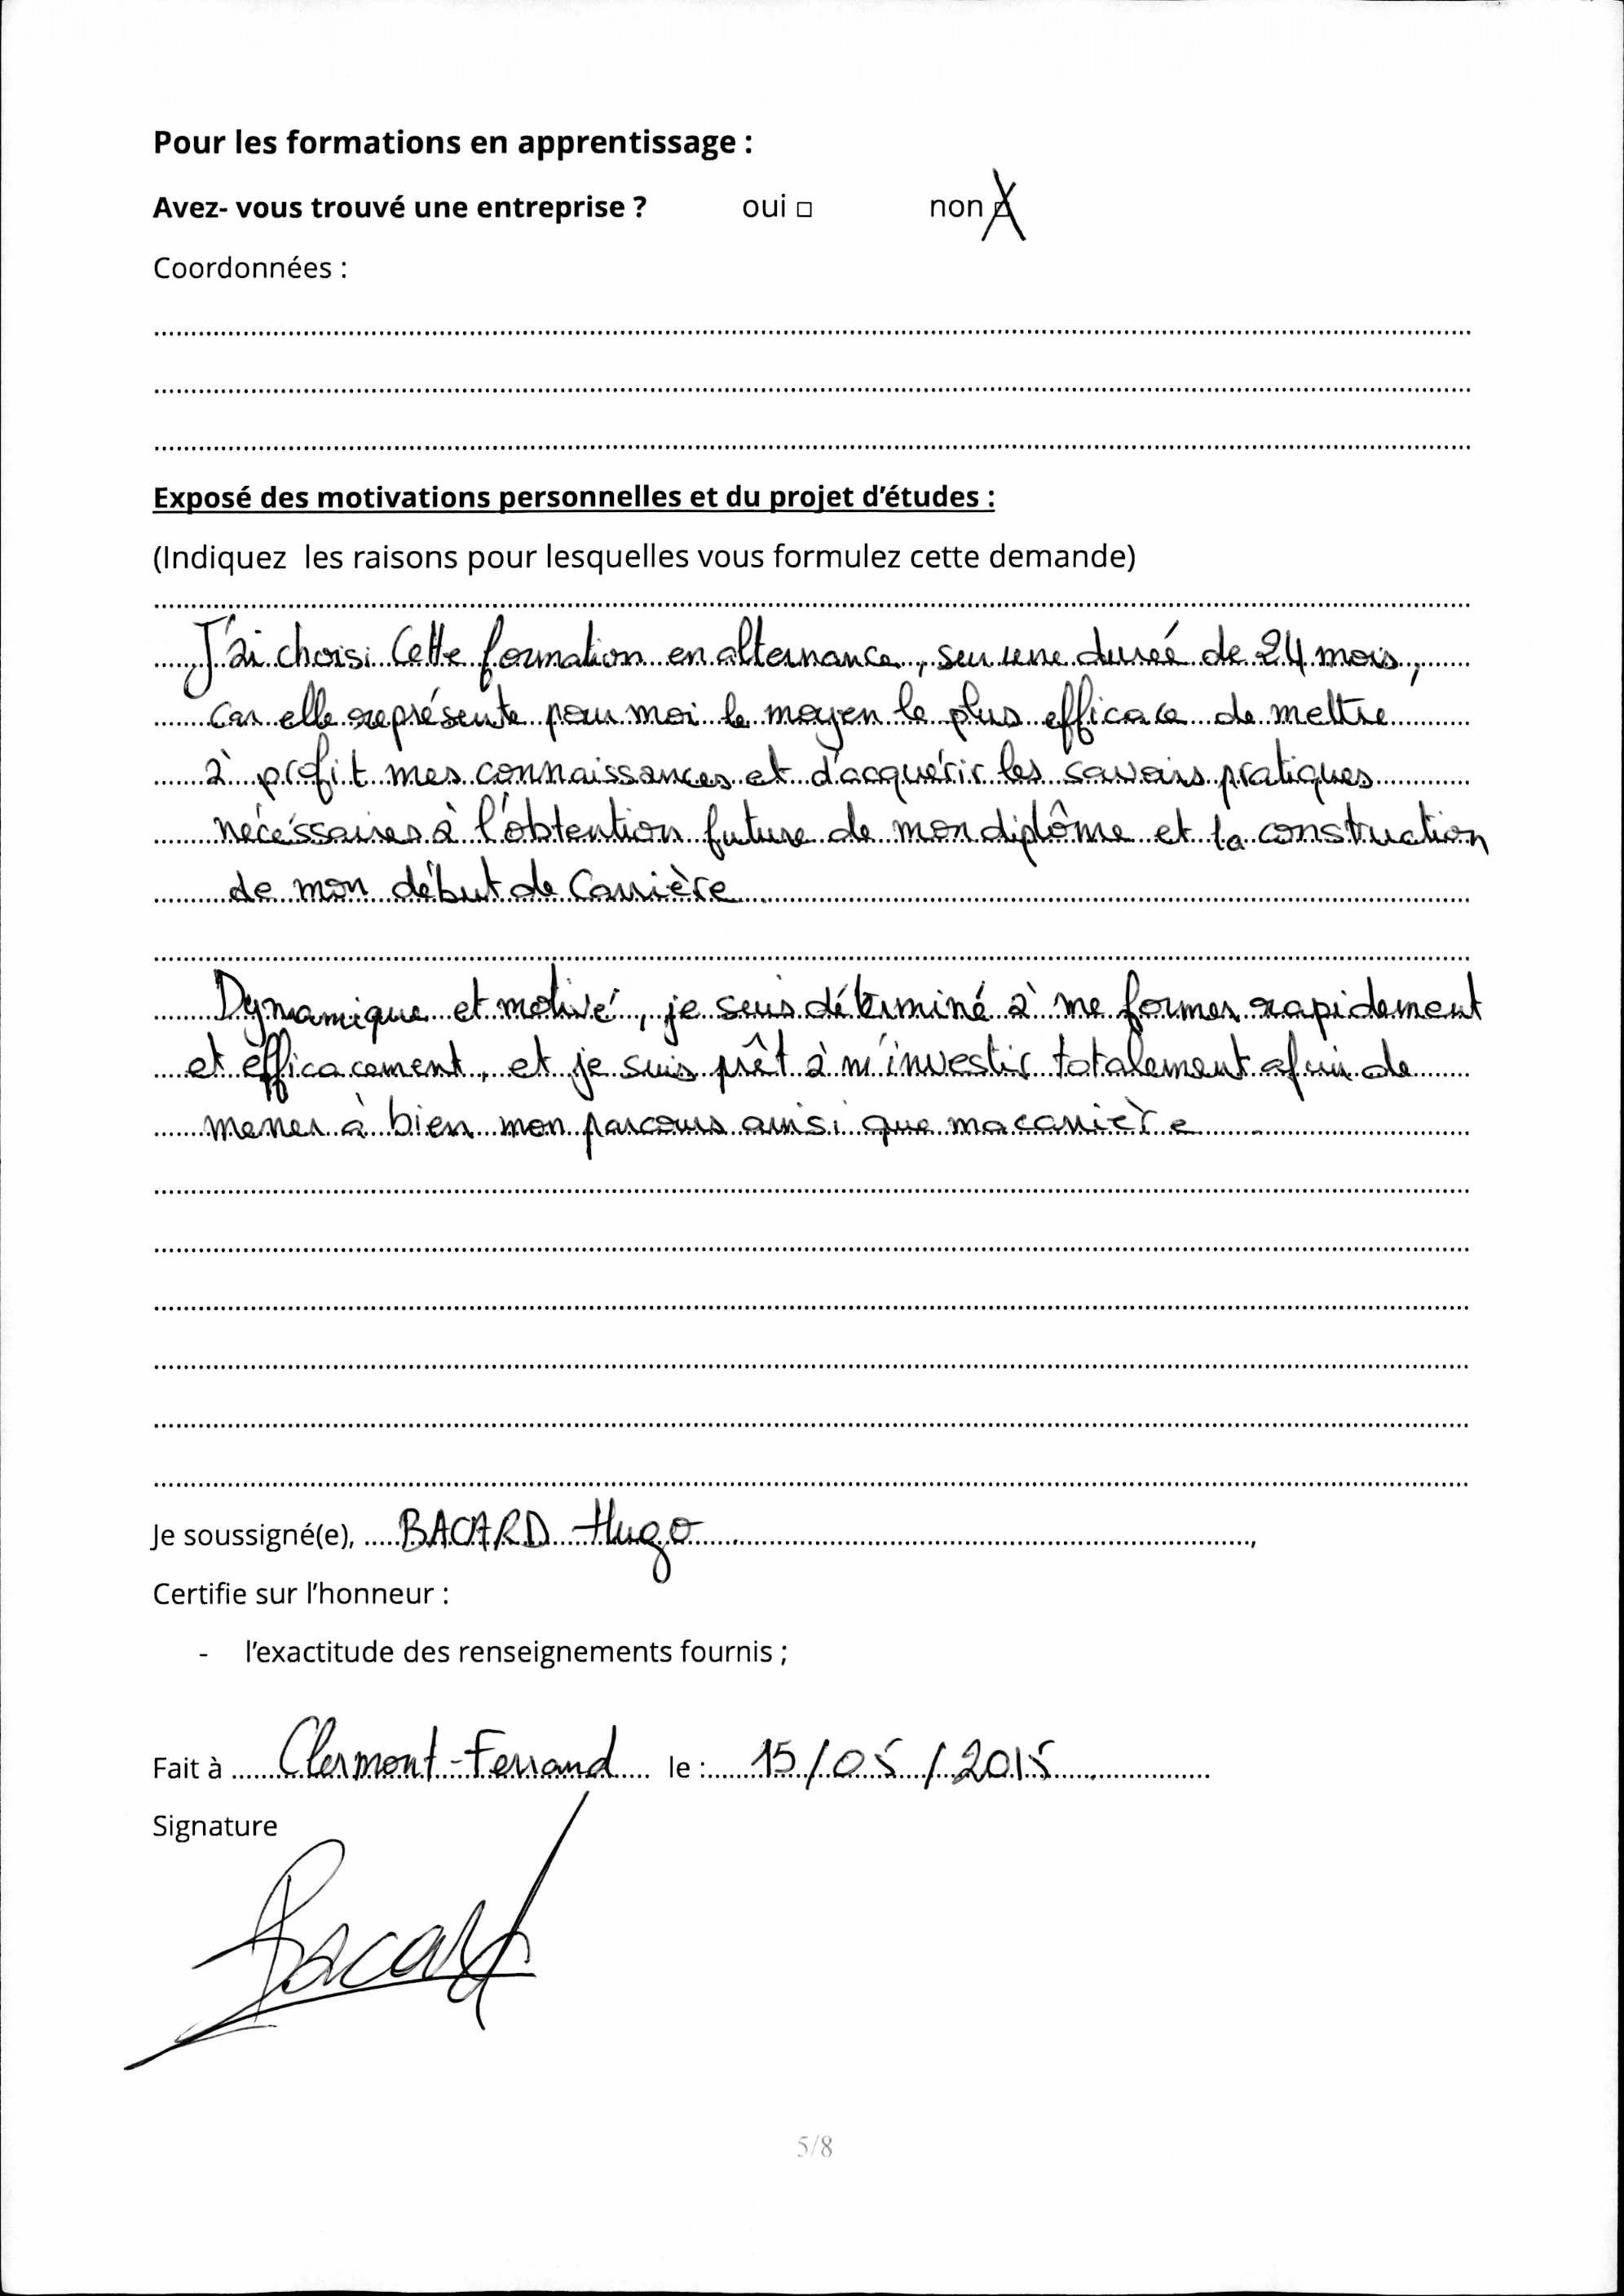 Pour les formations en apprentissage :
Avez- vous trouvé une entreprise ? oui □ non ☒
Coordonnées :
Exposé des motivations personnelles et du projet d'études :
(Indiquez les raisons pour lesquelles vous formulez cette demande)
J'ai choisi Cette formation en alternance, sur une dureé de 24 mois,
Car elle représente pour moi le moyen le plus efficace de mettre
à profit mes connaissances et d'acquérir les savoirs pratiques
nécéssaires à l'obtention future de mon diplôme et la construction
de mon début de Carrière.
Dynamique et motivé, je suis déterminé à me former rapidement
et efficacement, et je suis prêt à m'investir totalement afin de
mener à bien mon parcours ainsi que ma carrière.
Je soussigné(e), BACARD Hugo,
Certifie sur l'honneur :
- l'exactitude des renseignements fournis ;
Fait à Clermont-Ferrand le : 15/05/2015
Signature
Bacard
5/8